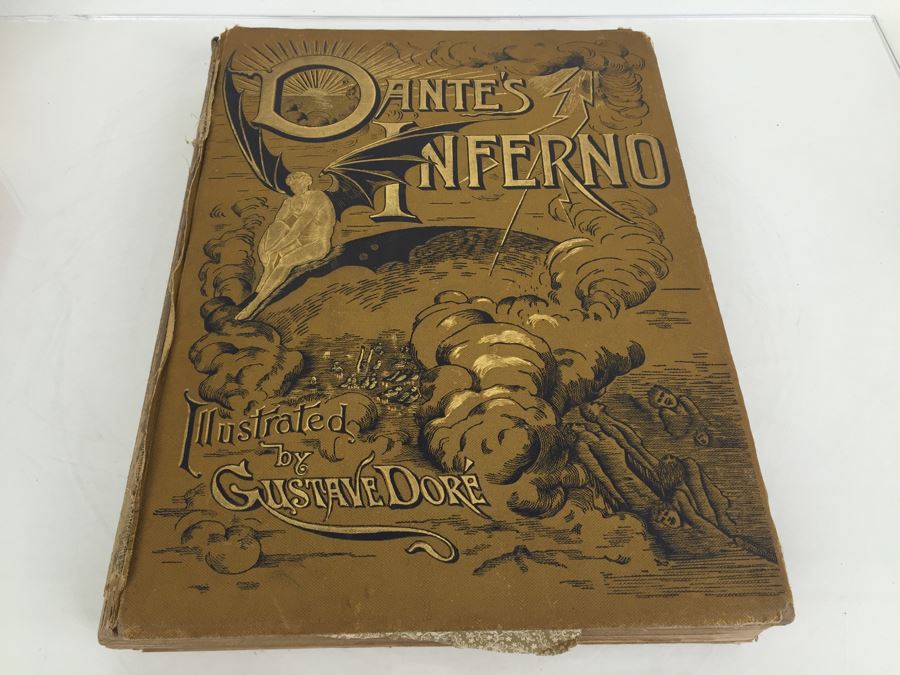 DANTE'S
INFERNO
Illustrated
by
GUSTAVE DORÉ